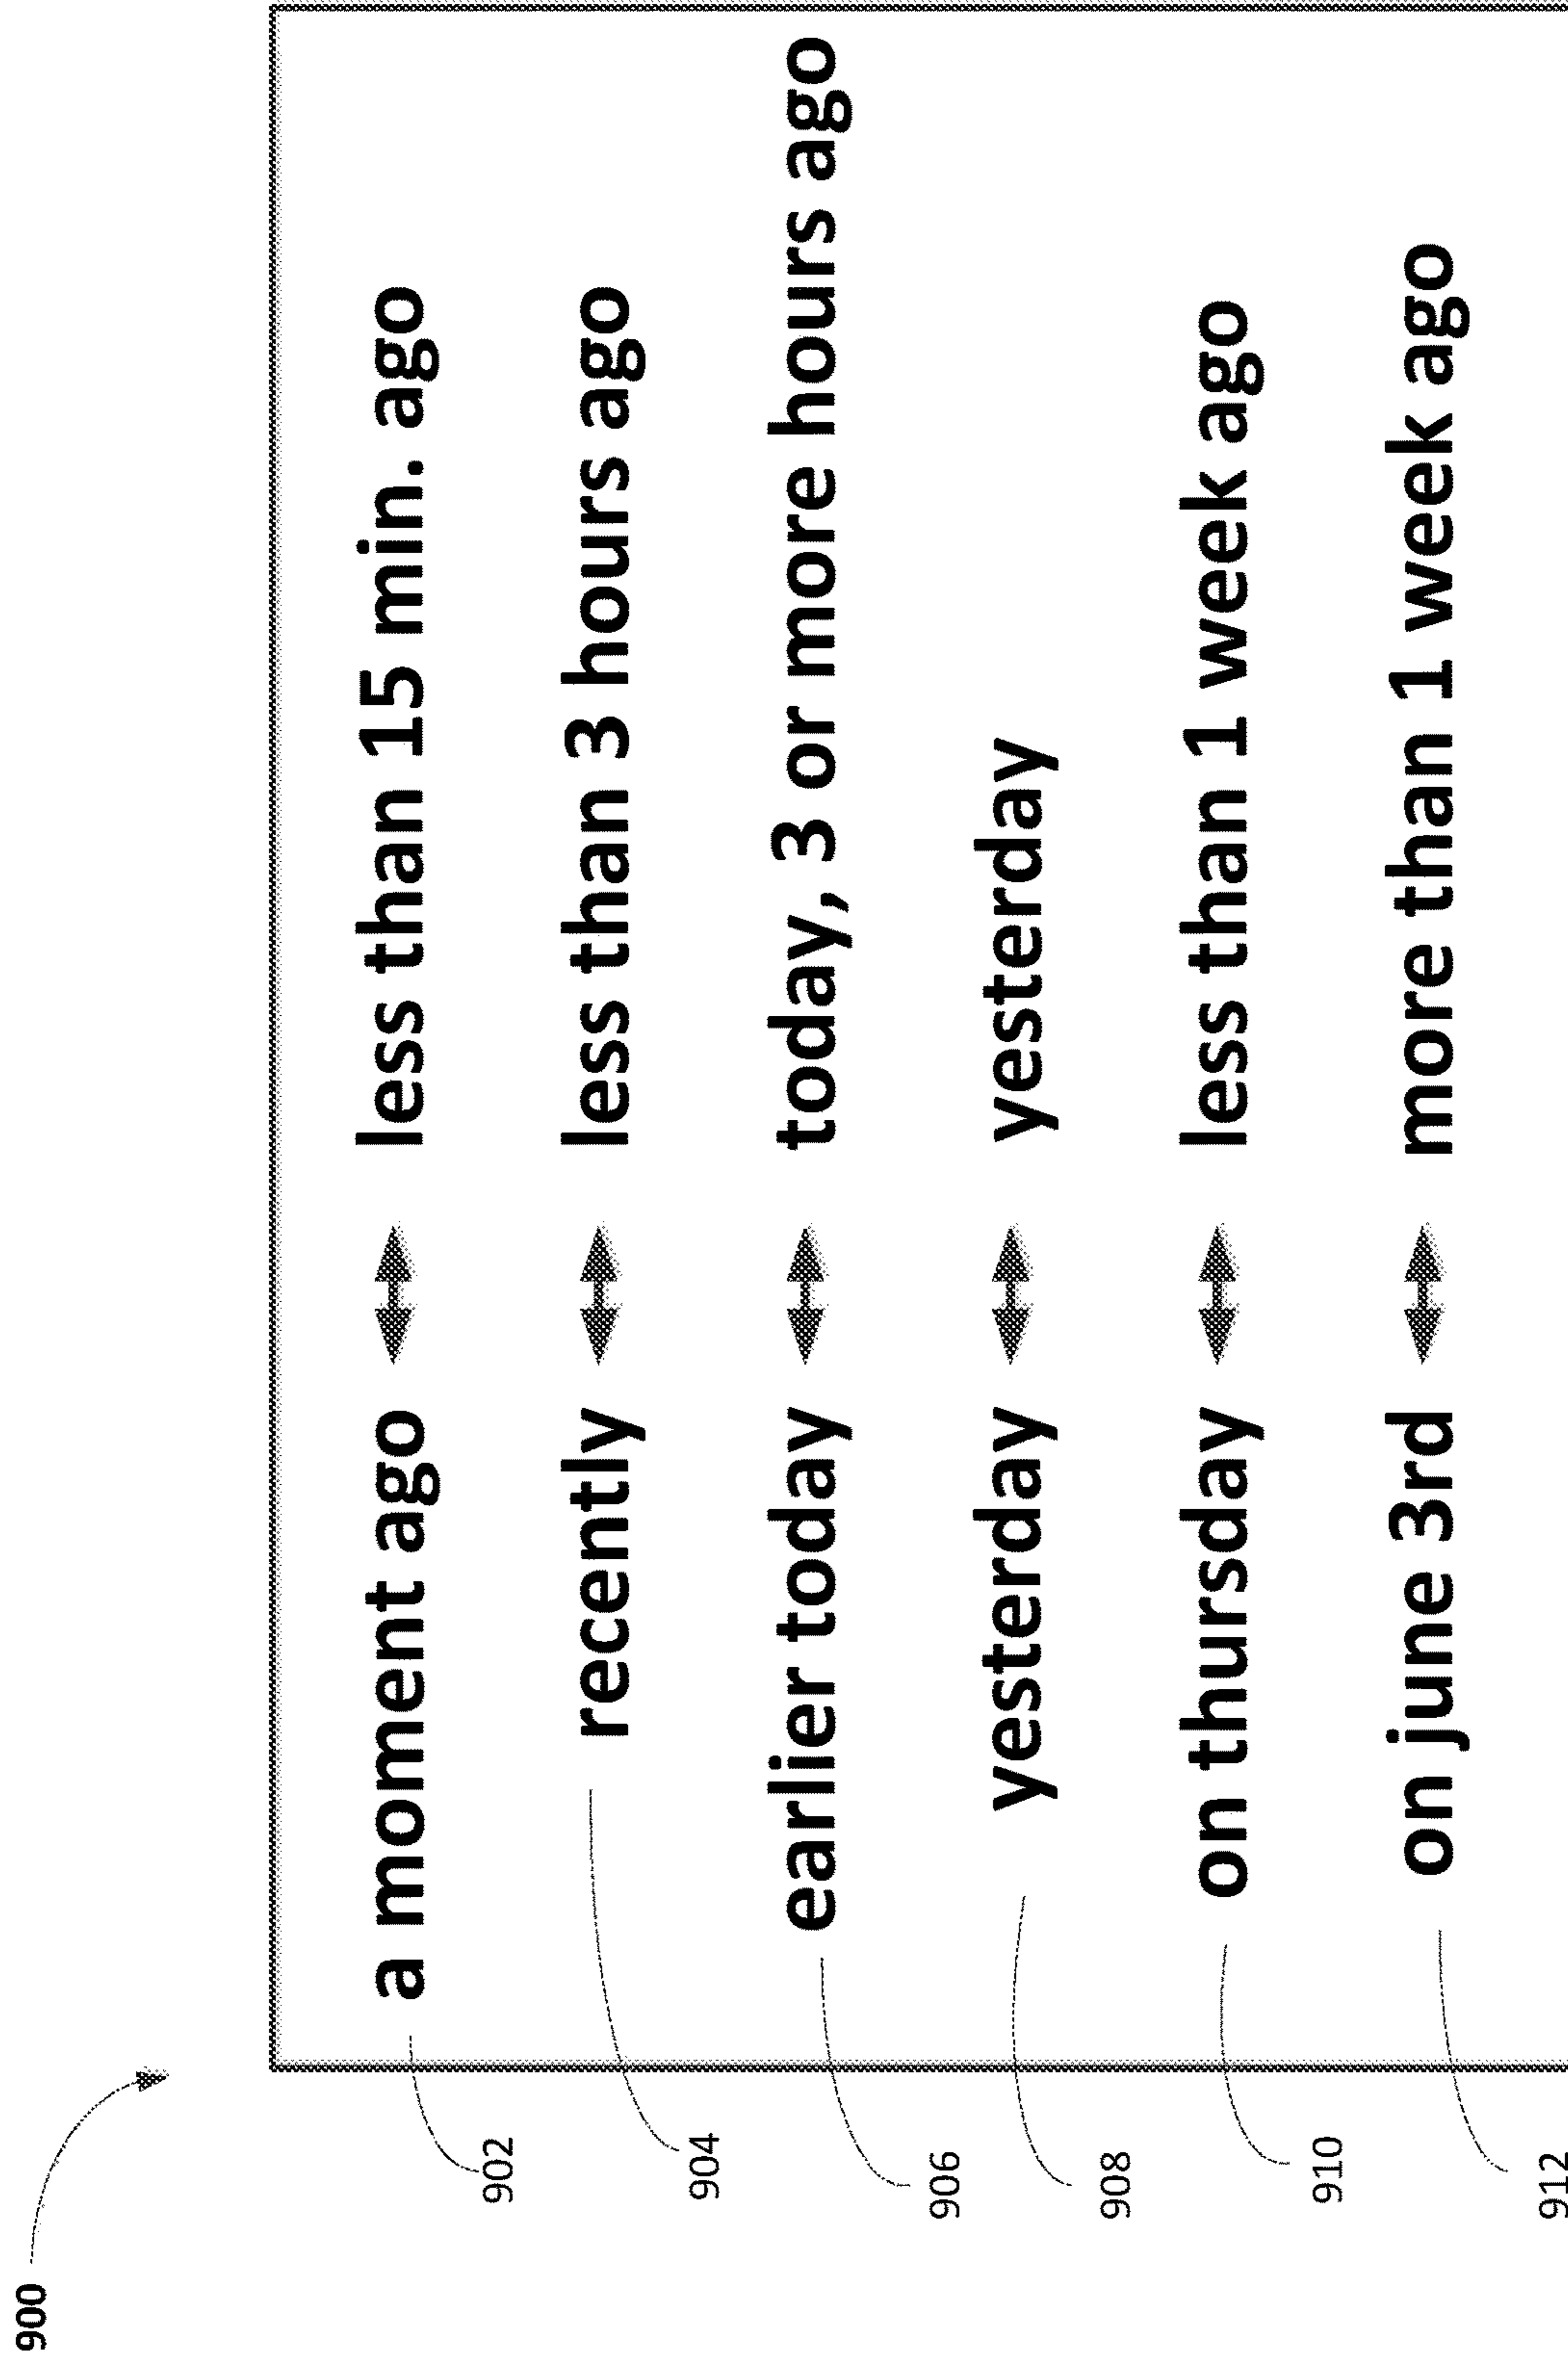 900
902 a moment ago less than 15 min. ago
904 recently less than 3 hours ago
906 earlier today today, 3 or more hours ago
908 yesterday yesterday
910 on thursday less than 1 week ago
912 on june 3rd more than 1 week ago